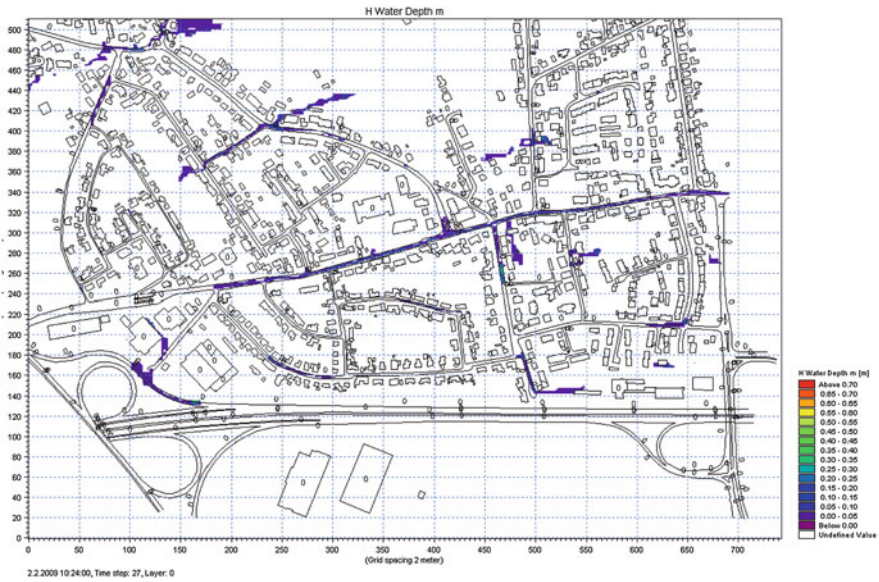 H Water Depth m
500
480
460
440
420
400
380
360
340
320
300
280
260
240
220
200
180
160
140
120
100
80
60
40
20
0
0 50 100 150 200 250 300 350 400 450 500 550 600 650 700
(Grid spacing 2 meter)
2.2.2009 10:24:00, Time step: 27, Layer: 0
H Water Depth m [m]
Above 0.70
0.65 - 0.70
0.60 - 0.65
0.55 - 0.60
0.50 - 0.55
0.45 - 0.50
0.40 - 0.45
0.35 - 0.40
0.30 - 0.35
0.25 - 0.30
0.20 - 0.25
0.15 - 0.20
0.10 - 0.15
0.05 - 0.10
0.00 - 0.05
Below 0.00
Undefined Value